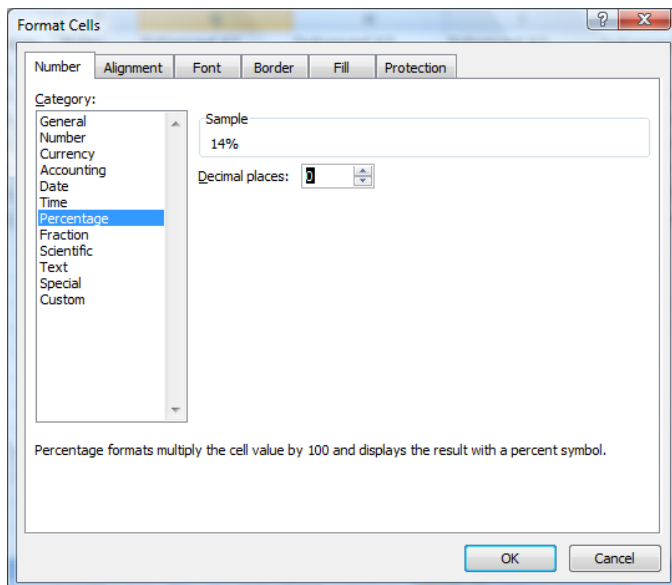 Format Cells
?
Number Alignment Font Border Fill Protection
Category:
General
Number
Currency
Accounting
Date
Time
Percentage
Fraction
Scientific
Text
Special
Custom
Sample
14%
Decimal places: 0
Percentage formats multiply the cell value by 100 and displays the result with a percent symbol.
OK Cancel